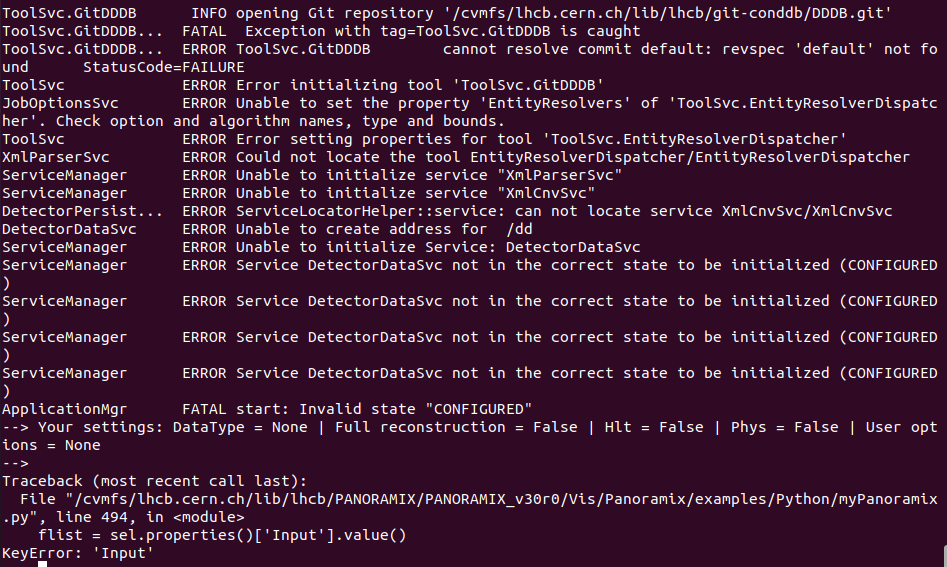 ToolSvc.GitDDDB      INFO opening Git repository '/cvmfs/lhcb.cern.ch/lib/lhcb/git-conddb/DDDB.git'
ToolSvc.GitDDDB...  FATAL  Exception with tag=ToolSvc.GitDDDB is caught
ToolSvc.GitDDDB...  ERROR ToolSvc.GitDDDB        cannot resolve commit default: revspec 'default' not fo
und      StatusCode=FAILURE
ToolSvc             ERROR Error initializing tool 'ToolSvc.GitDDDB'
JobOptionsSvc       ERROR Unable to set the property 'EntityResolvers' of 'ToolSvc.EntityResolverDispatc
her'. Check option and algorithm names, type and bounds.
ToolSvc             ERROR Error setting properties for tool 'ToolSvc.EntityResolverDispatcher'
XmlParserSvc        ERROR Could not locate the tool EntityResolverDispatcher/EntityResolverDispatcher
ServiceManager      ERROR Unable to initialize service "XmlParserSvc"
ServiceManager      ERROR Unable to initialize service "XmlCnvSvc"
DetectorPersist...  ERROR ServiceLocatorHelper::service: can not locate service XmlCnvSvc/XmlCnvSvc
DetectorDataSvc     ERROR Unable to create address for  /dd
ServiceManager      ERROR Unable to initialize Service: DetectorDataSvc
ServiceManager      ERROR Service DetectorDataSvc not in the correct state to be initialized (CONFIGURED
)
ServiceManager      ERROR Service DetectorDataSvc not in the correct state to be initialized (CONFIGURED
)
ServiceManager      ERROR Service DetectorDataSvc not in the correct state to be initialized (CONFIGURED
)
ServiceManager      ERROR Service DetectorDataSvc not in the correct state to be initialized (CONFIGURED
)
ApplicationMgr      FATAL start: Invalid state "CONFIGURED"
--> Your settings: DataType = None | Full reconstruction = False | Hlt = False | Phys = False | User opt
ions = None
-->
Traceback (most recent call last):
  File "/cvmfs/lhcb.cern.ch/lib/lhcb/PANORAMIX/PANORAMIX_v30r0/Vis/Panoramix/examples/Python/myPanoramix
.py", line 494, in <module>
    flist = sel.properties()['Input'].value()
KeyError: 'Input'